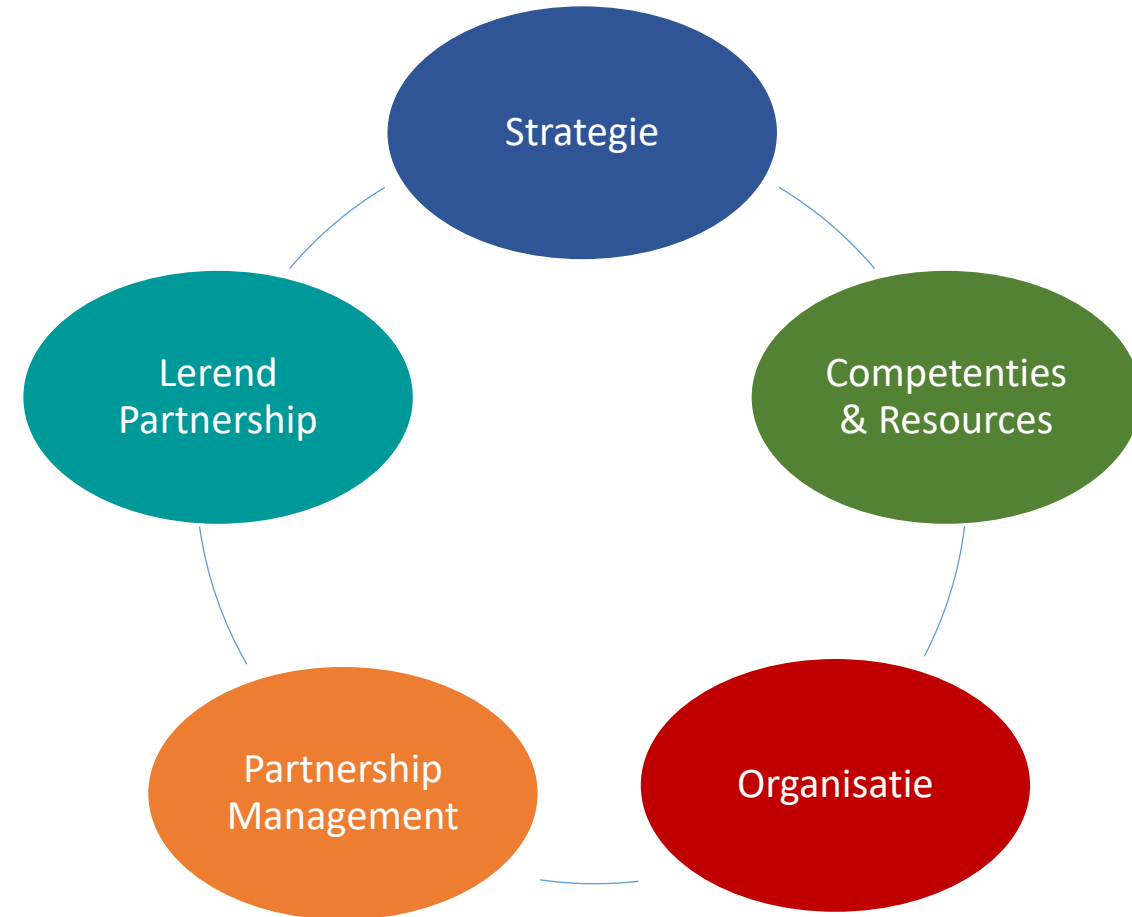 Strategie
Competenties
& Resources
Organisatie
Partnership
Management
Lerend
Partnership